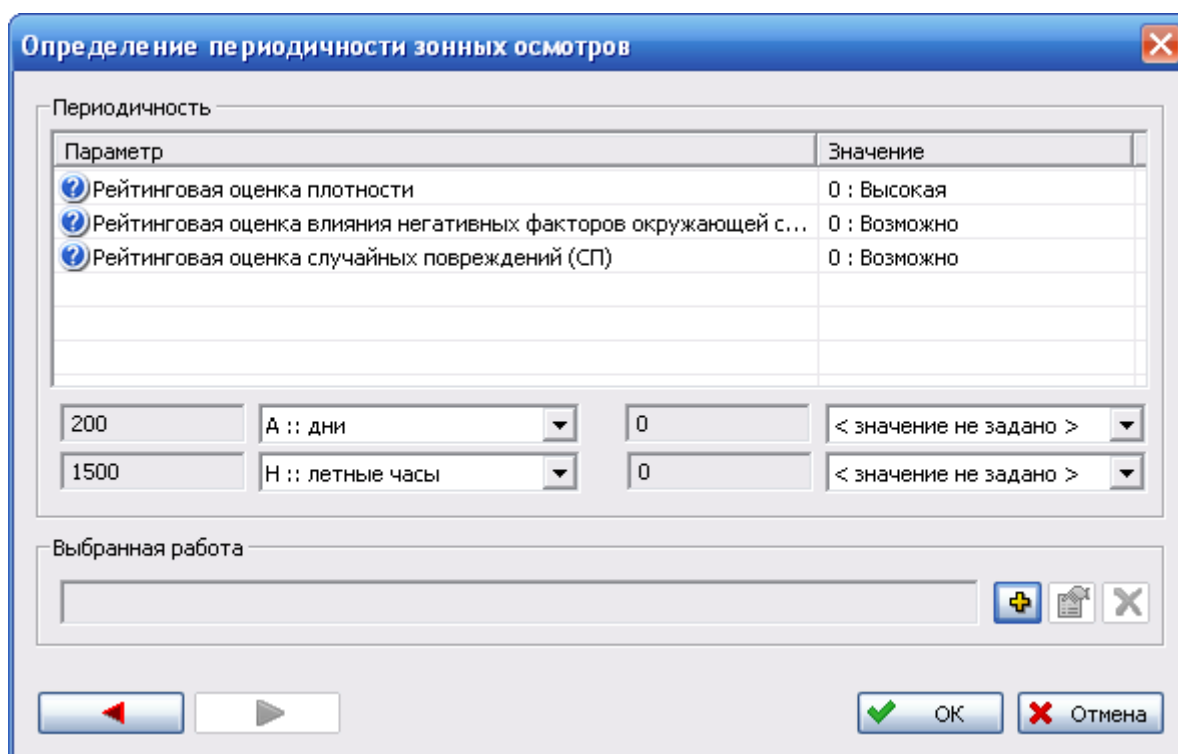 Определение периодичности зонных осмотров
Периодичность
Параметр Значение
Рейтинговая оценка плотности 0 : Высокая
Рейтинговая оценка влияния негативных факторов окружающей с... 0 : Возможно
Рейтинговая оценка случайных повреждений (СП) 0 : Возможно
200 A :: дни 0 < значение не задано >
1500 H :: летные часы 0 < значение не задано >
Выбранная работа
OK Отмена